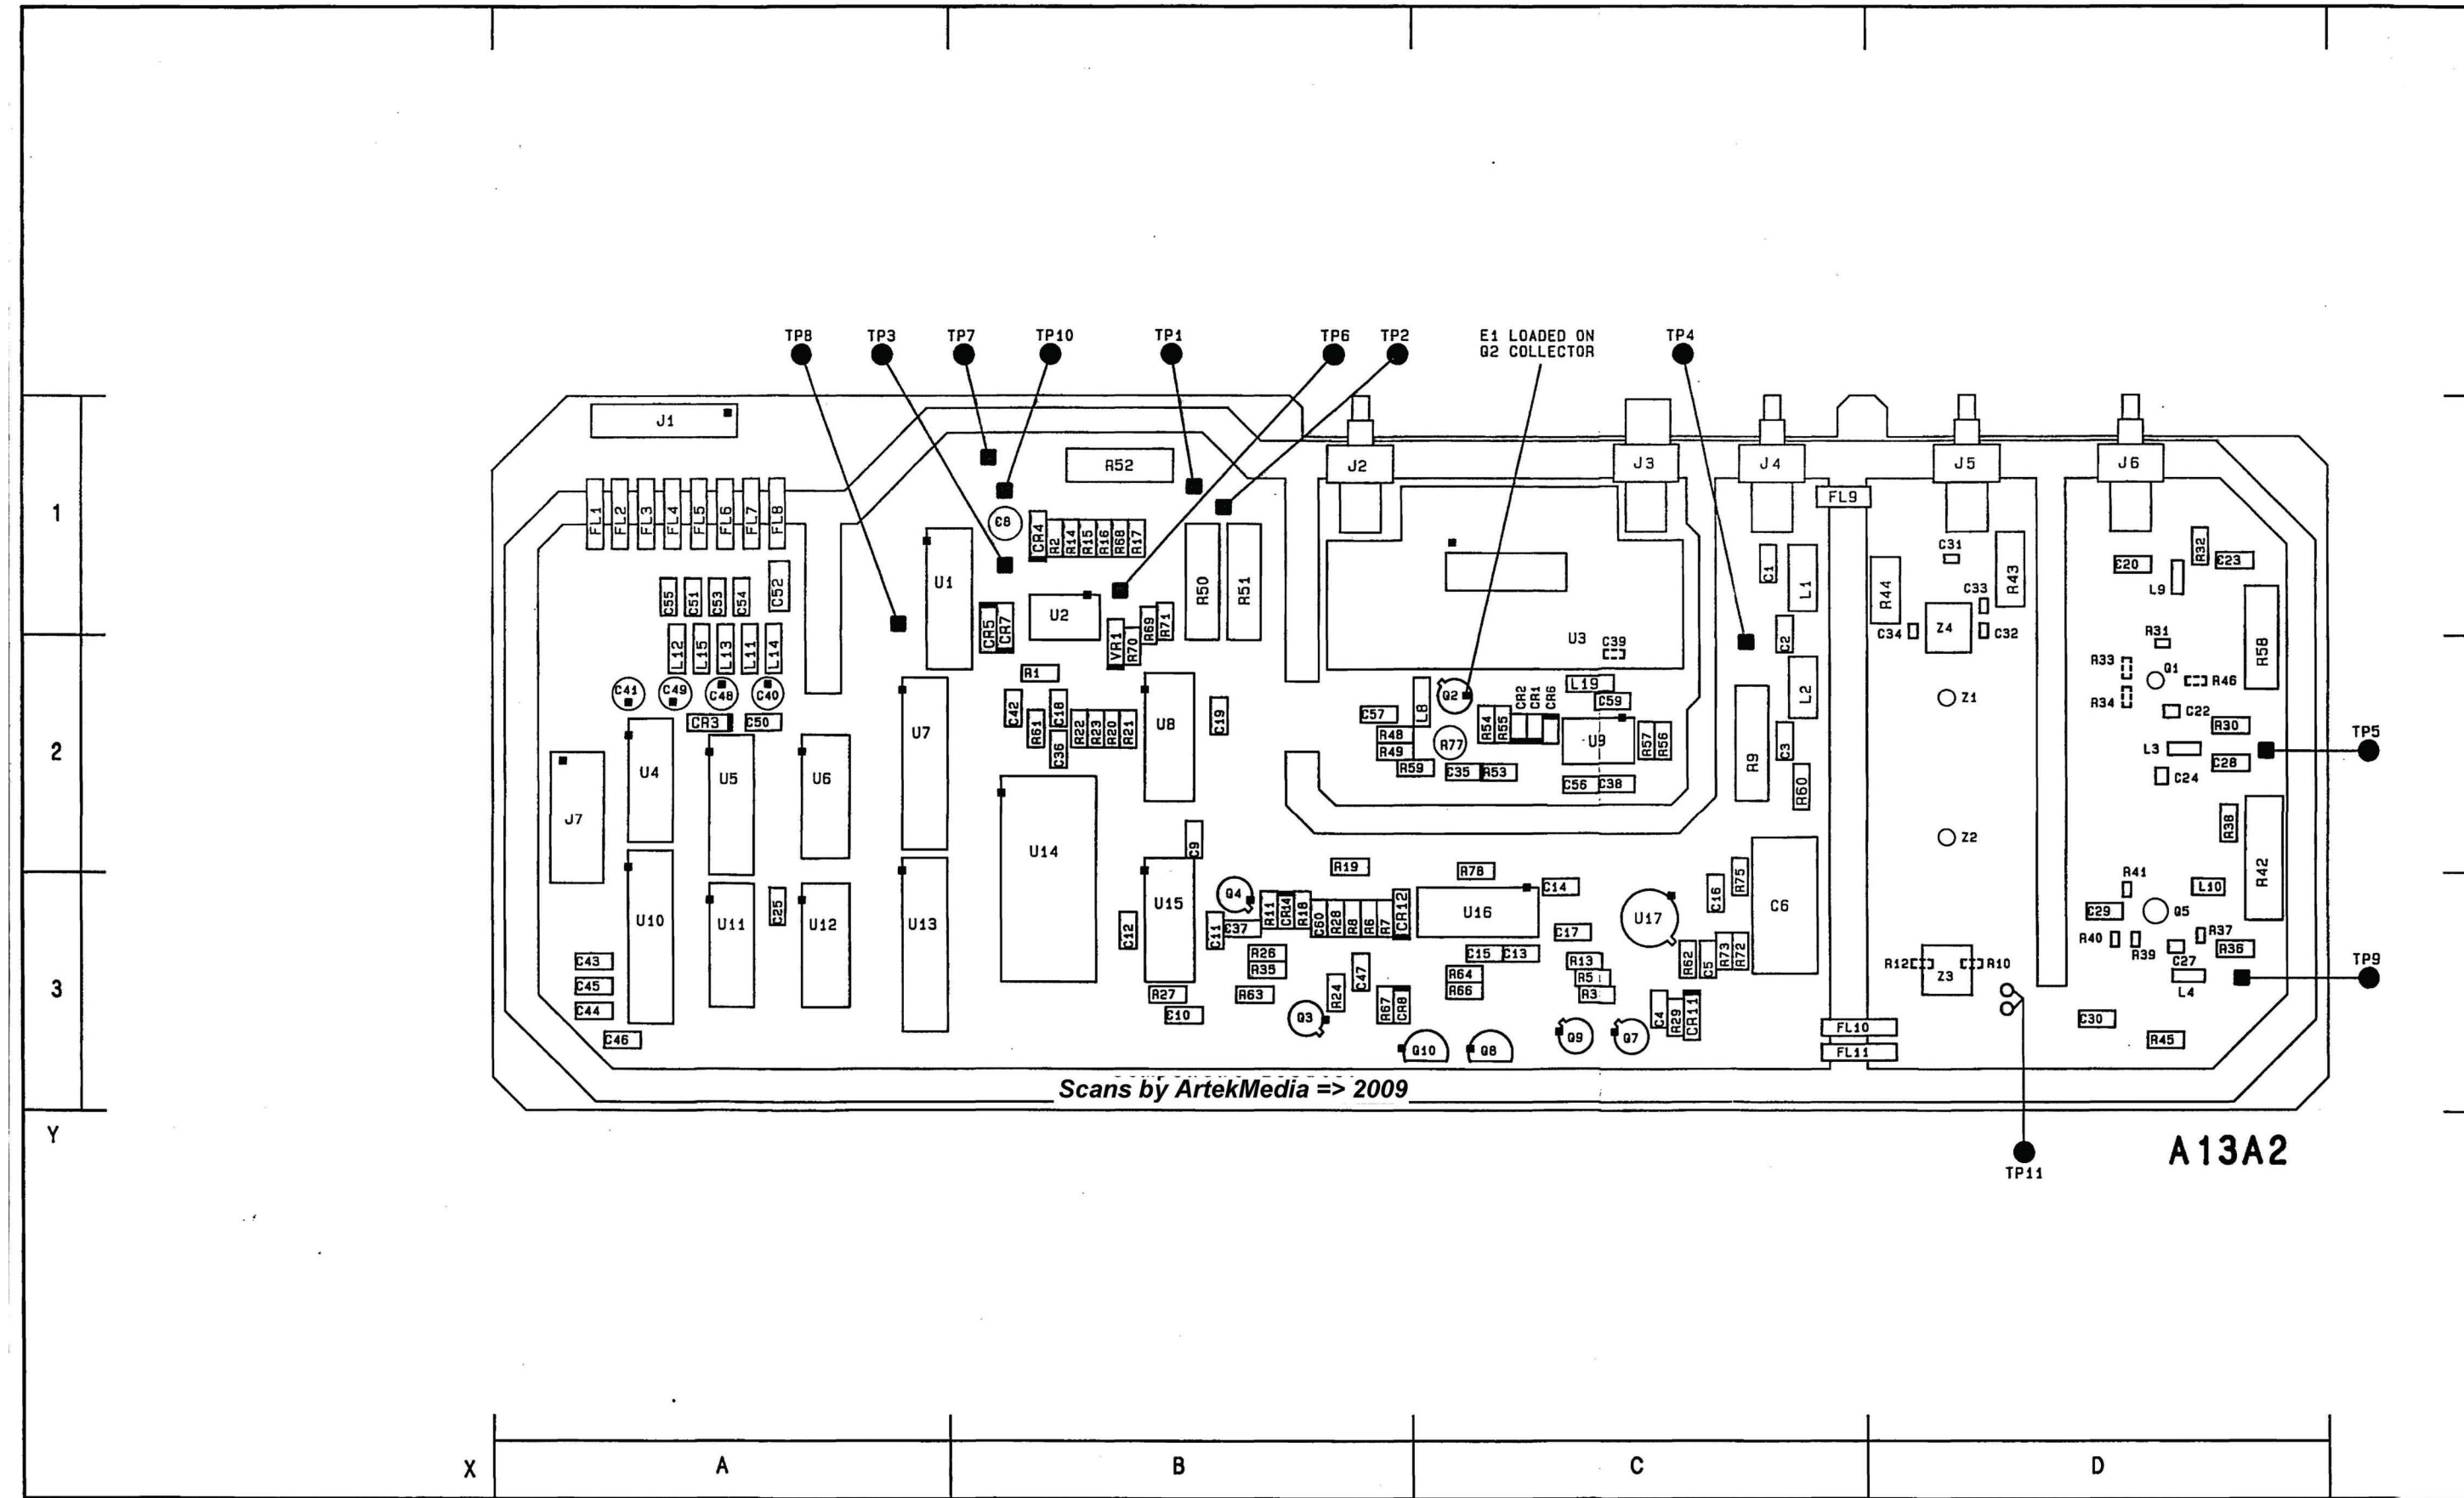 TP8 TP3 TP7 TP10 TP1 TP6 TP2 E1 LOADED ON TP4
Q2 COLLECTOR
J1
R52 J2 J3 J4 J5 J6
FL9
1
FL1 FL2 FL3 FL4 FL5 FL6 FL7 FL8
C8 CR4 R2 R14 R15 R16 R68 R17
C31 R32 C20 C23
C55 C51 C53 C54 C52 U1 R50 R51 C1 L1 R44 R43 L9
C33
U2 CR5 CR7 VR1 R70 R69 R71
U3 C39 C2 C34 Z4 C32 R31 R58
L12 L15 L13 L11 L14
R1 R33 Q1 R46
C41 C49 C48 C40 L19 Q2 CR2 CR1 CR6 C59 L2 Z1 R34
CR3 C50 C42 R61 C18 C36 R22 R23 R20 R21 U8 C19 C57 L8 C22
R48 R49 R77 R54 R55 U9 R57 R56 C3 R30
TP5
2
U4 U5 U6 U7 R59 C35 R53 C56 C38 R9 R60 L3 C28 C24
J7 U14 C9 Z2 R38
R19 R78 R75 R41 L10 R42
U10 U11 C25 U12 U13 C12 U15 C11 C37 Q4 R11 CR14 R18 C60 R28 R8 R6 R7 CR12 U16 C14 U17 C16 C6 C29 Q5
C17 R62 C5 R73 R72 R40 R39 R37 R36
C43 R26 C15 C13 R13 R12 Z3 R10 C27
C45 R35 C47 R64 R5 L4
TP9
3
R27 R63 R24 R67 CR8 R66 R3 C4 R29 CR11
C44 C10 Q3 C30
C46 Q10 Q8 Q9 Q7 FL10 R45
FL11
Scans by ArtekMedia => 2009
Y
A13A2
TP11
X A B C D